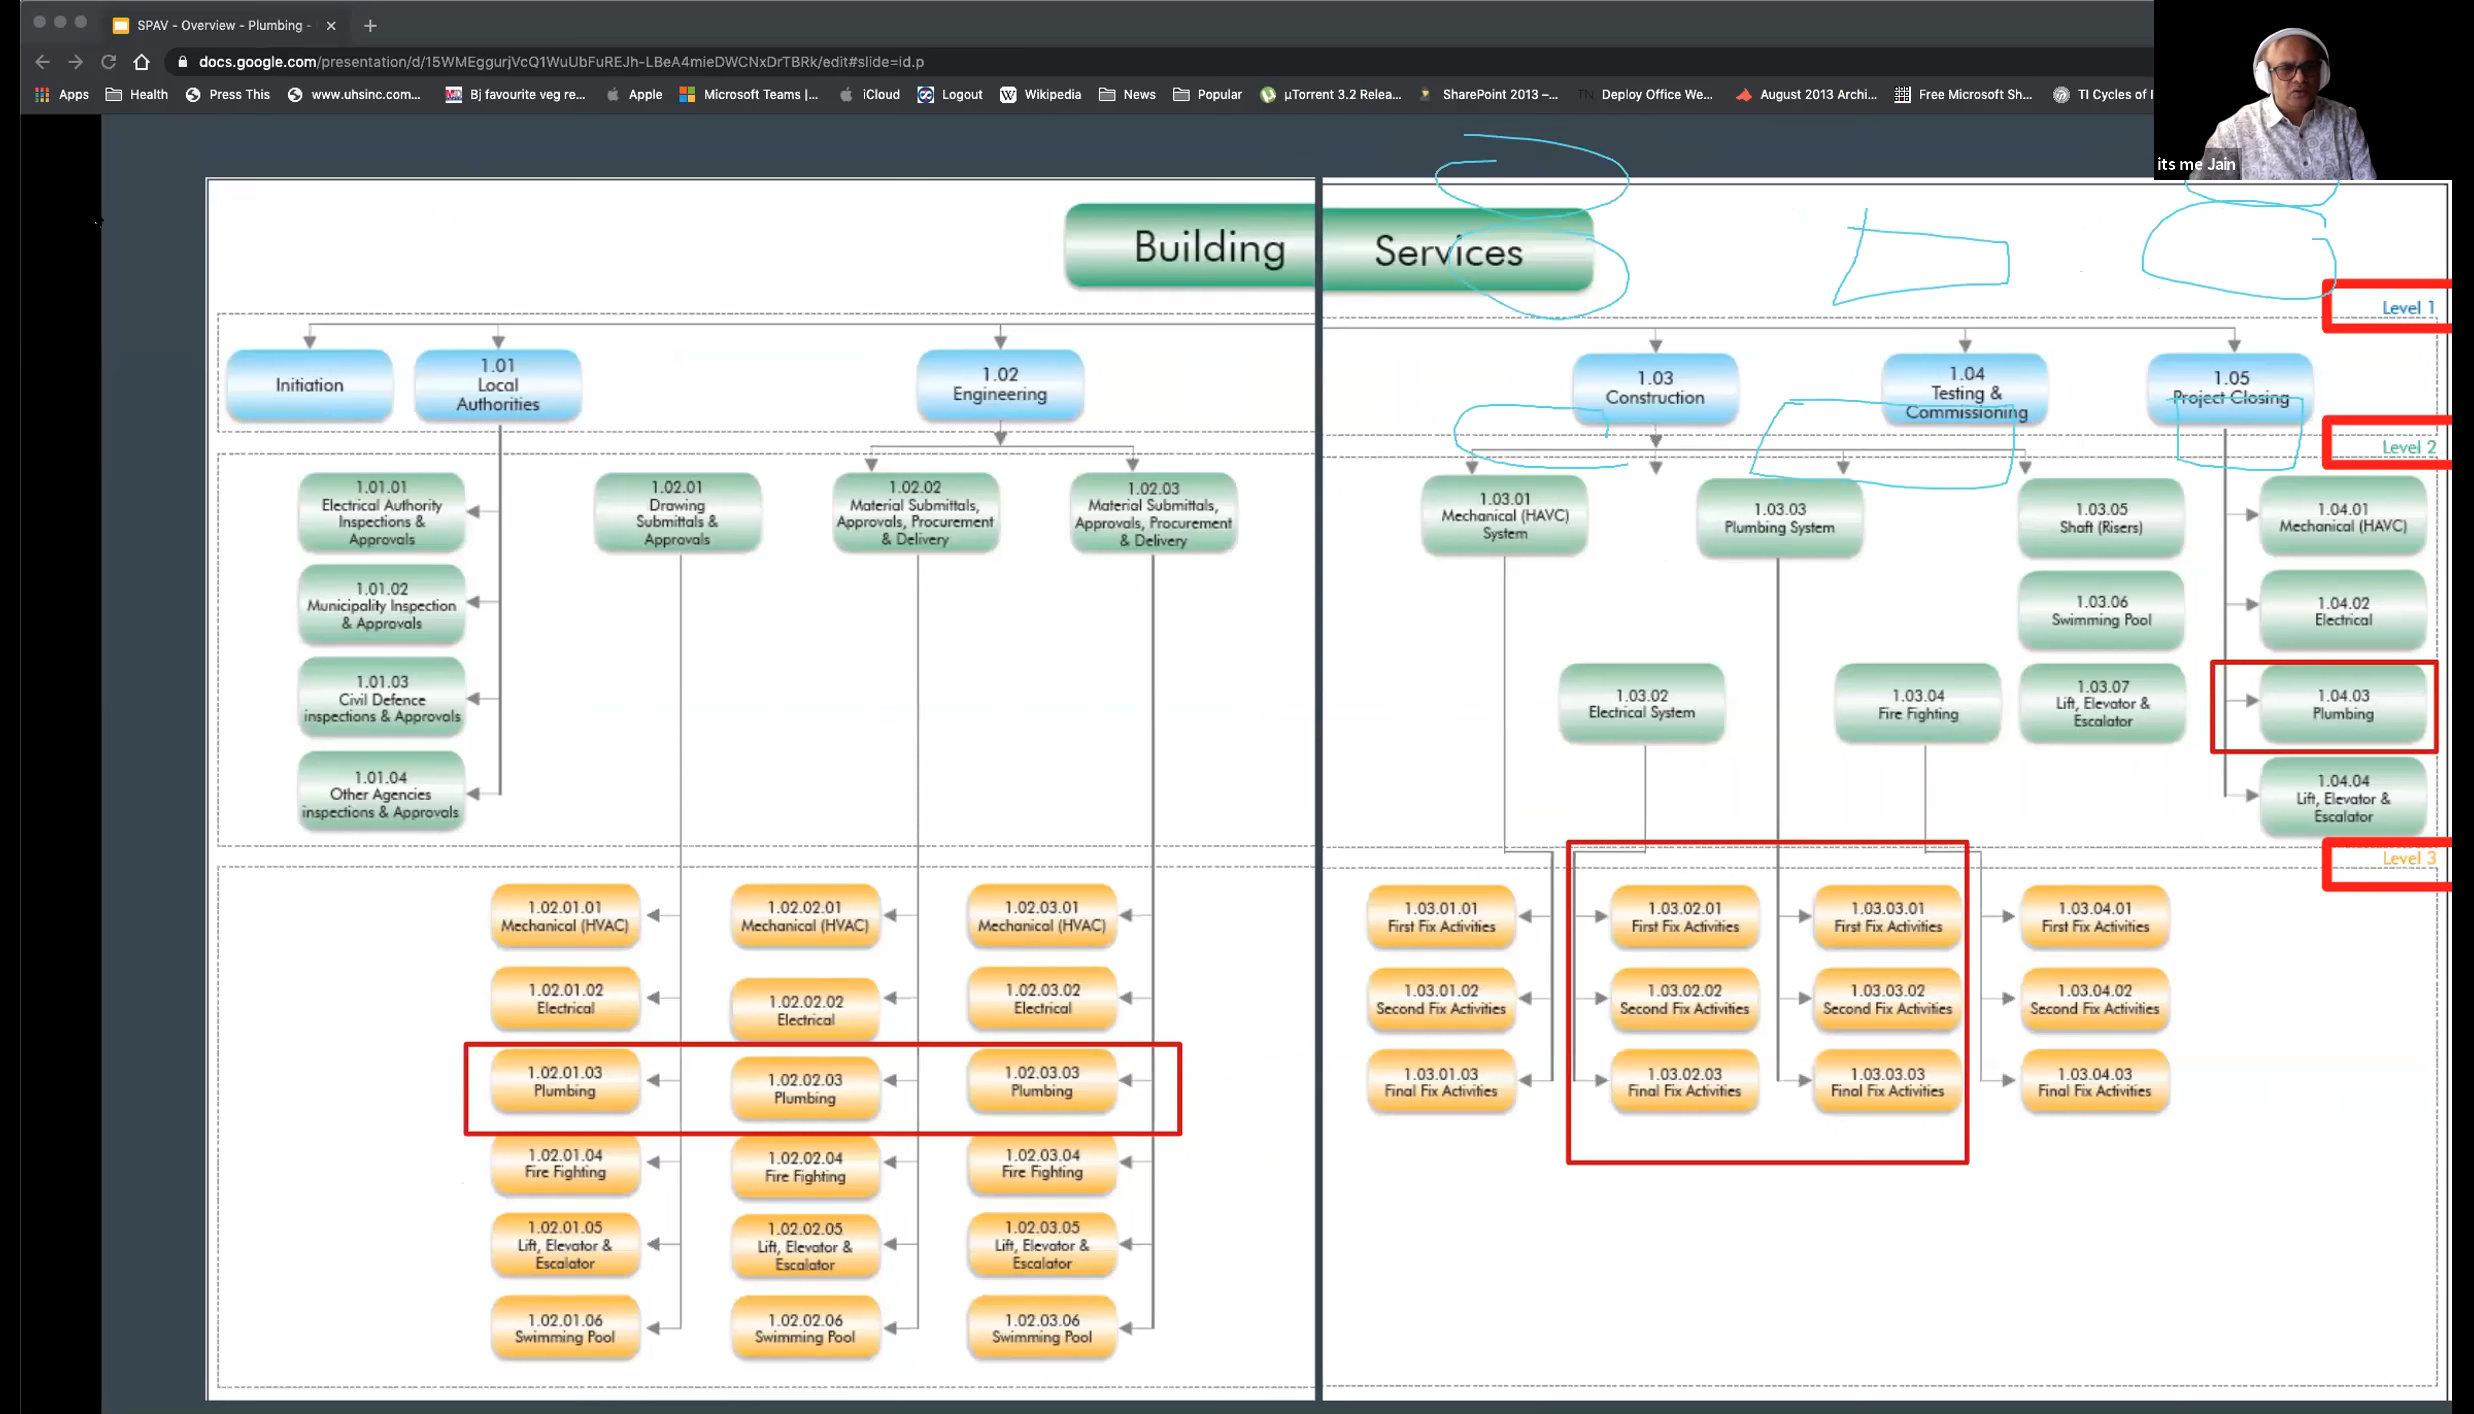 SPAV - Overview - Plumbing -
docs.google.com/presentation/d/15WMEggurjVcQ1WuUbFuREJh-LBeA4mieDWCNxDrTBRk/edit#slide=id.p
Apps Health Press This www.uhsinc.com... Bj favourite veg re... Apple Microsoft Teams |... iCloud Logout Wikipedia News Popular µTorrent 3.2 Relea... SharePoint 2013 –... TN Deploy Office We... August 2013 Archi... Free Microsoft Sh... TI Cycles of I
its me Jain
Building Services
Level 1
Initiation
1.01
Local
Authorities
1.02
Engineering
1.03
Construction
1.04
Testing &
Commissioning
1.05
Project Closing
Level 2
1.01.01
Electrical Authority
Inspections &
Approvals
1.01.02
Municipality Inspection
& Approvals
1.01.03
Civil Defence
inspections & Approvals
1.01.04
Other Agencies
inspections & Approvals
1.02.01
Drawing
Submittals &
Approvals
1.02.02
Material Submittals,
Approvals, Procurement
& Delivery
1.02.03
Material Submittals,
Approvals, Procurement
& Delivery
1.03.01
Mechanical (HAVC)
System
1.03.02
Electrical System
1.03.03
Plumbing System
1.03.04
Fire Fighting
1.03.05
Shaft (Risers)
1.03.06
Swimming Pool
1.03.07
Lift, Elevator &
Escalator
1.04.01
Mechanical (HAVC)
1.04.02
Electrical
1.04.03
Plumbing
1.04.04
Lift, Elevator &
Escalator
Level 3
1.02.01.01
Mechanical (HVAC)
1.02.01.02
Electrical
1.02.01.03
Plumbing
1.02.01.04
Fire Fighting
1.02.01.05
Lift, Elevator &
Escalator
1.02.01.06
Swimming Pool
1.02.02.01
Mechanical (HVAC)
1.02.02.02
Electrical
1.02.02.03
Plumbing
1.02.02.04
Fire Fighting
1.02.02.05
Lift, Elevator &
Escalator
1.02.02.06
Swimming Pool
1.02.03.01
Mechanical (HVAC)
1.02.03.02
Electrical
1.02.03.03
Plumbing
1.02.03.04
Fire Fighting
1.02.03.05
Lift, Elevator &
Escalator
1.02.03.06
Swimming Pool
1.03.01.01
First Fix Activities
1.03.01.02
Second Fix Activities
1.03.01.03
Final Fix Activities
1.03.02.01
First Fix Activities
1.03.02.02
Second Fix Activities
1.03.02.03
Final Fix Activities
1.03.03.01
First Fix Activities
1.03.03.02
Second Fix Activities
1.03.03.03
Final Fix Activities
1.03.04.01
First Fix Activities
1.03.04.02
Second Fix Activities
1.03.04.03
Final Fix Activities